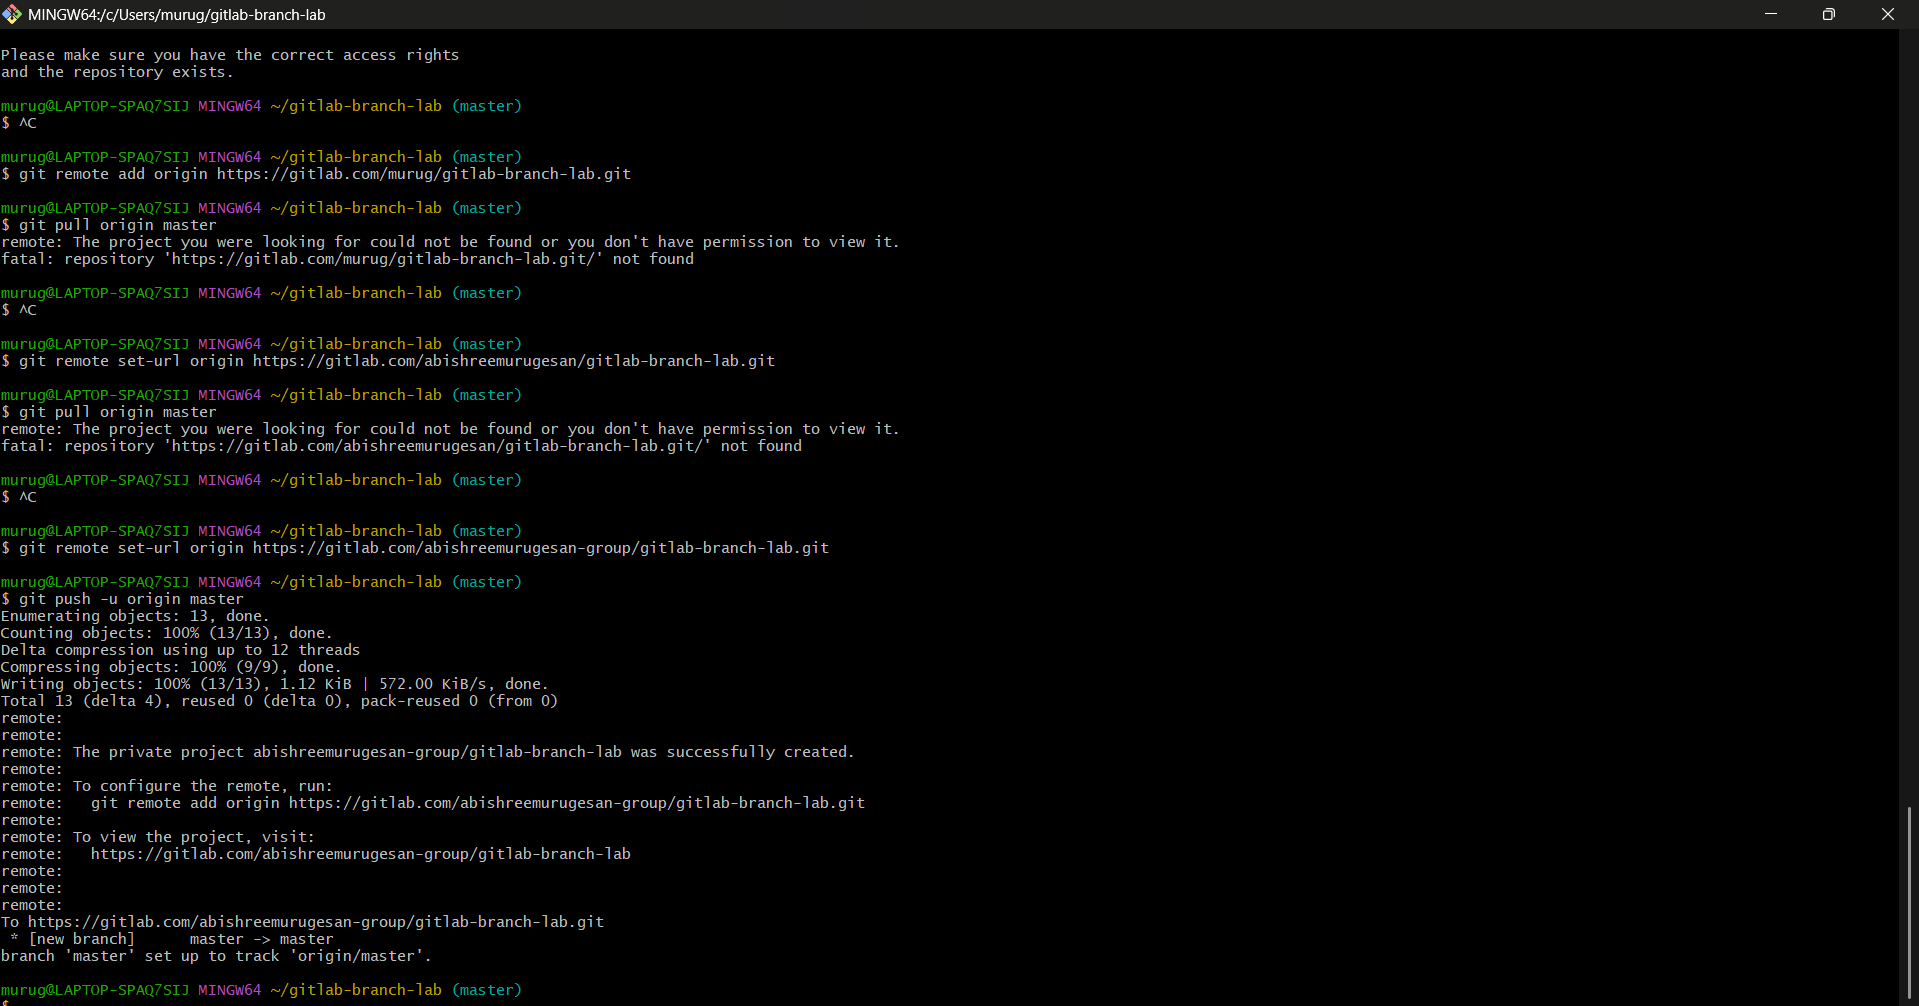 MINGW64:/c/Users/murug/gitlab-branch-lab
Please make sure you have the correct access rights
and the repository exists.
murug@LAPTOP-SPAQ7SIJ MINGW64 ~/gitlab-branch-lab (master)
$ ^C
murug@LAPTOP-SPAQ7SIJ MINGW64 ~/gitlab-branch-lab (master)
$ git remote add origin https://gitlab.com/murug/gitlab-branch-lab.git
murug@LAPTOP-SPAQ7SIJ MINGW64 ~/gitlab-branch-lab (master)
$ git pull origin master
remote: The project you were looking for could not be found or you don't have permission to view it.
fatal: repository 'https://gitlab.com/murug/gitlab-branch-lab.git/' not found
murug@LAPTOP-SPAQ7SIJ MINGW64 ~/gitlab-branch-lab (master)
$ ^C
murug@LAPTOP-SPAQ7SIJ MINGW64 ~/gitlab-branch-lab (master)
$ git remote set-url origin https://gitlab.com/abishreemurugesan/gitlab-branch-lab.git
murug@LAPTOP-SPAQ7SIJ MINGW64 ~/gitlab-branch-lab (master)
$ git pull origin master
remote: The project you were looking for could not be found or you don't have permission to view it.
fatal: repository 'https://gitlab.com/abishreemurugesan/gitlab-branch-lab.git/' not found
murug@LAPTOP-SPAQ7SIJ MINGW64 ~/gitlab-branch-lab (master)
$ ^C
murug@LAPTOP-SPAQ7SIJ MINGW64 ~/gitlab-branch-lab (master)
$ git remote set-url origin https://gitlab.com/abishreemurugesan-group/gitlab-branch-lab.git
murug@LAPTOP-SPAQ7SIJ MINGW64 ~/gitlab-branch-lab (master)
$ git push -u origin master
Enumerating objects: 13, done.
Counting objects: 100% (13/13), done.
Delta compression using up to 12 threads
Compressing objects: 100% (9/9), done.
Writing objects: 100% (13/13), 1.12 KiB | 572.00 KiB/s, done.
Total 13 (delta 4), reused 0 (delta 0), pack-reused 0 (from 0)
remote:
remote:
remote: The private project abishreemurugesan-group/gitlab-branch-lab was successfully created.
remote:
remote: To configure the remote, run:
remote:   git remote add origin https://gitlab.com/abishreemurugesan-group/gitlab-branch-lab.git
remote:
remote: To view the project, visit:
remote:   https://gitlab.com/abishreemurugesan-group/gitlab-branch-lab
remote:
remote:
remote:
To https://gitlab.com/abishreemurugesan-group/gitlab-branch-lab.git
 * [new branch]      master -> master
branch 'master' set up to track 'origin/master'.
murug@LAPTOP-SPAQ7SIJ MINGW64 ~/gitlab-branch-lab (master)
$